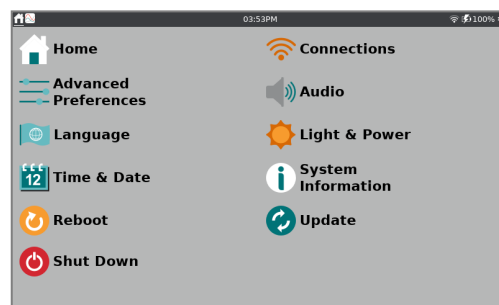 03:53PM
100%
Home
Connections
Advanced
Preferences
Audio
Language
Light & Power
12
Time & Date
System
Information
Reboot
Update
Shut Down